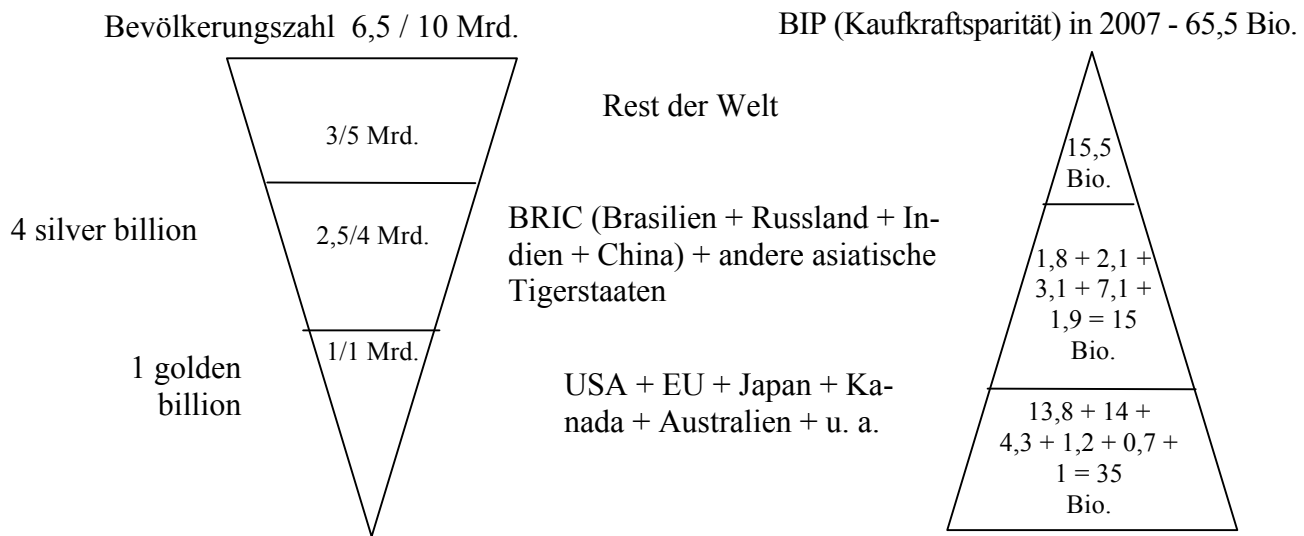 Bevölkerungszahl 6,5 / 10 Mrd.
BIP (Kaufkraftsparität) in 2007 - 65,5 Bio.
3/5 Mrd.
Rest der Welt
15,5
Bio.
4 silver billion
2,5/4 Mrd.
BRIC (Brasilien + Russland + In-
dien + China) + andere asiatische
Tigerstaaten
1,8 + 2,1 +
3,1 + 7,1 +
1,9 = 15
Bio.
1 golden
billion
1/1 Mrd.
USA + EU + Japan + Ka-
nada + Australien + u. a.
13,8 + 14 +
4,3 + 1,2 + 0,7 +
1 = 35
Bio.